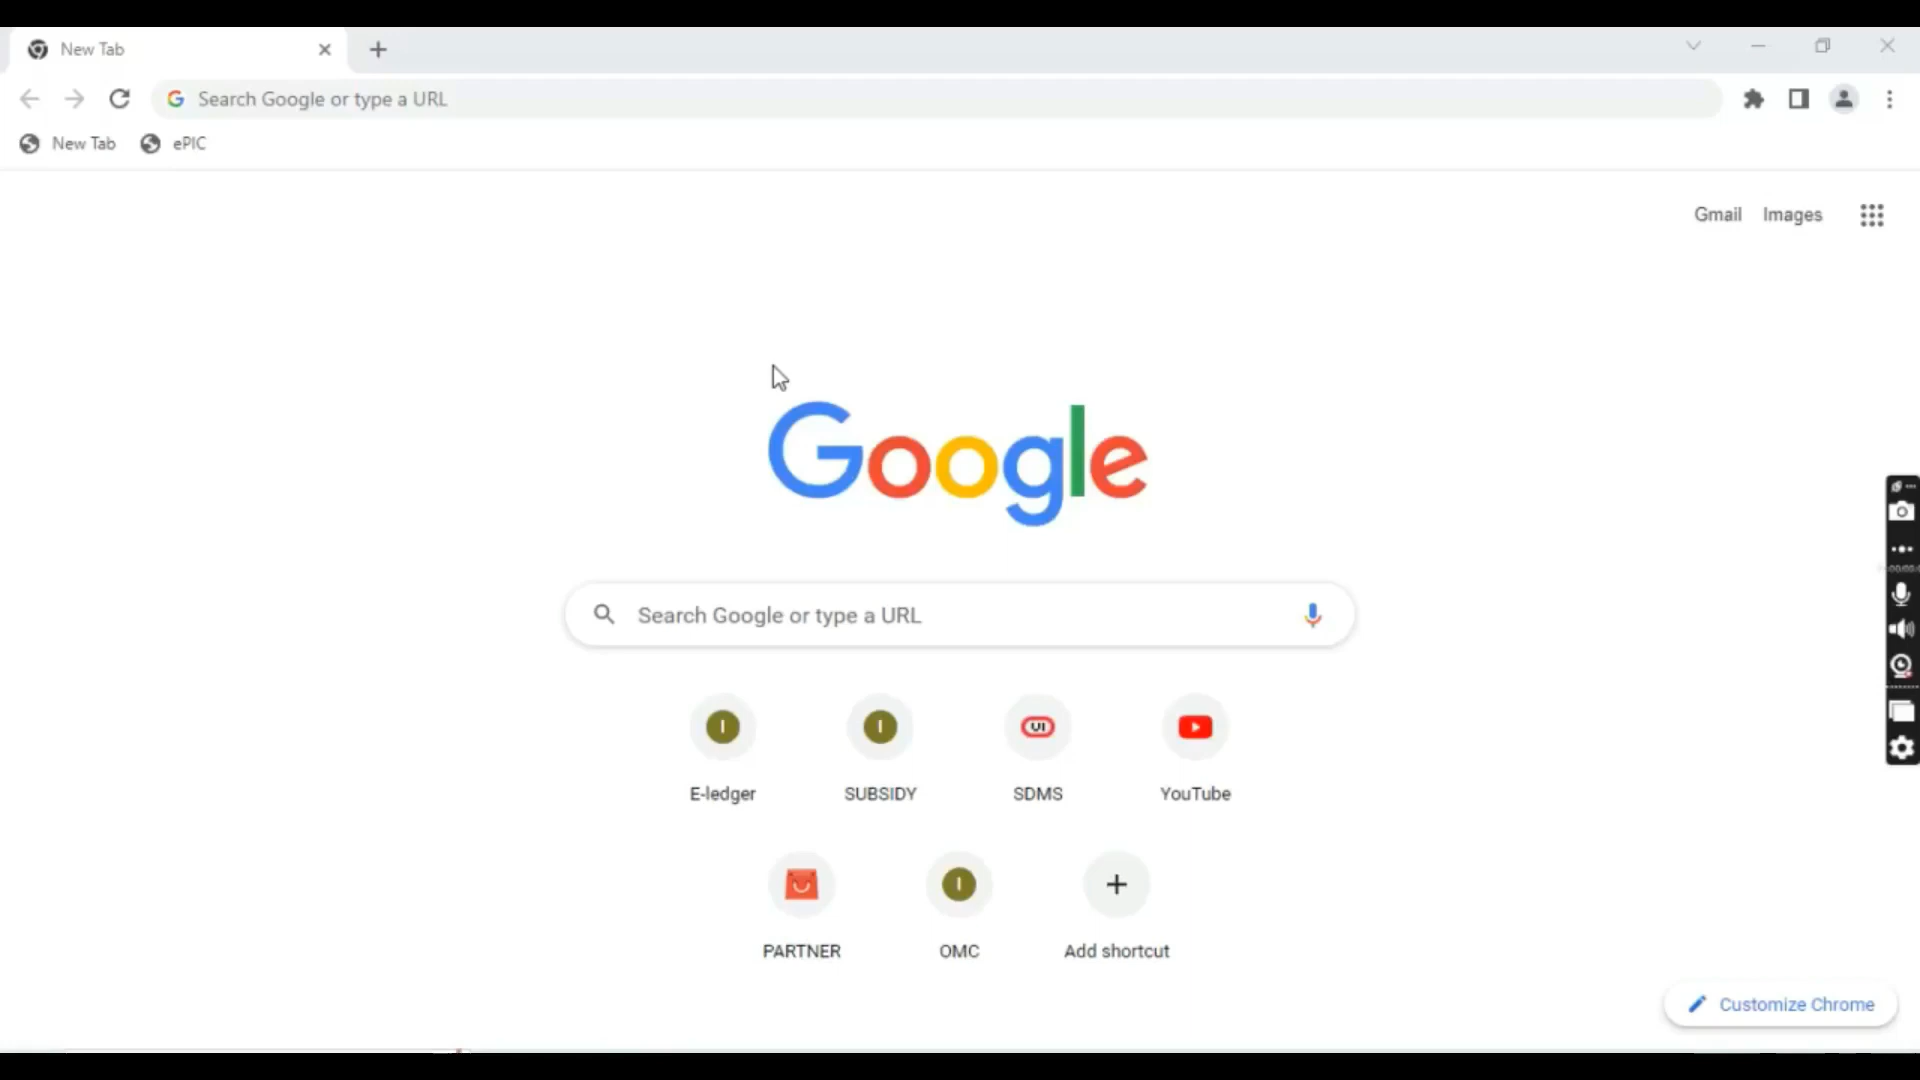 New Tab
Search Google or type a URL
New Tab ePIC
Gmail Images
Google
Search Google or type a URL
E-ledger SUBSIDY SDMS YouTube
PARTNER OMC Add shortcut
Customize Chrome